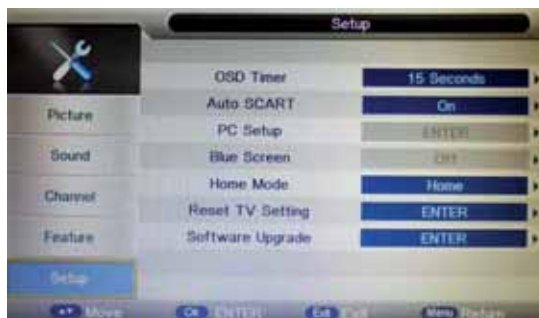 Setup
OSD Timer 15 Seconds
Auto SCART On
PC Setup ENTER
Blue Screen Off
Home Mode Home
Reset TV Setting ENTER
Software Upgrade ENTER
Picture
Sound
Channel
Feature
Setup
Move OK ENTER Exit Exit Menu Return